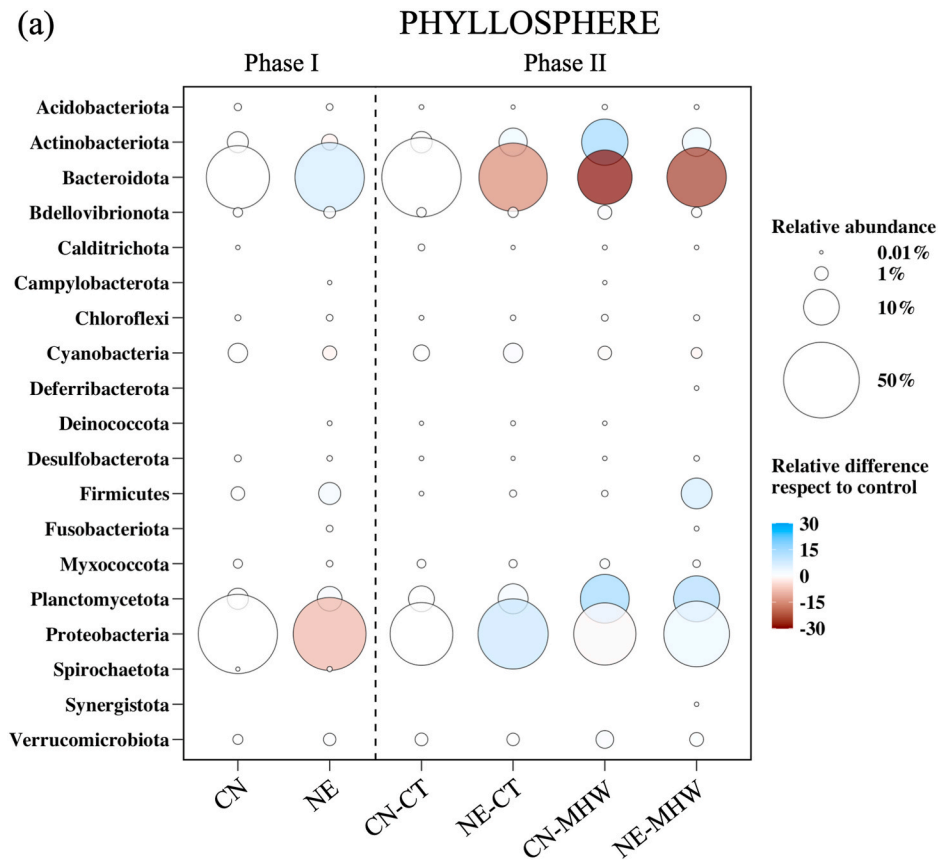 (a)
PHYLLOSPHERE
Phase I
Phase II
Acidobacteriota
Actinobacteriota
Bacteroidota
Bdellovibrionota
Calditrichota
Campylobacterota
Chloroflexi
Cyanobacteria
Deferribacterota
Deinococcota
Desulfobacterota
Firmicutes
Fusobacteriota
Myxococcota
Planctomycetota
Proteobacteria
Spirochaetota
Synergistota
Verrucomicrobiota
CN
NE
CN-CT
NE-CT
CN-MHW
NE-MHW
Relative abundance
0.01%
1%
10%
50%
Relative difference
respect to control
30
15
0
-15
-30